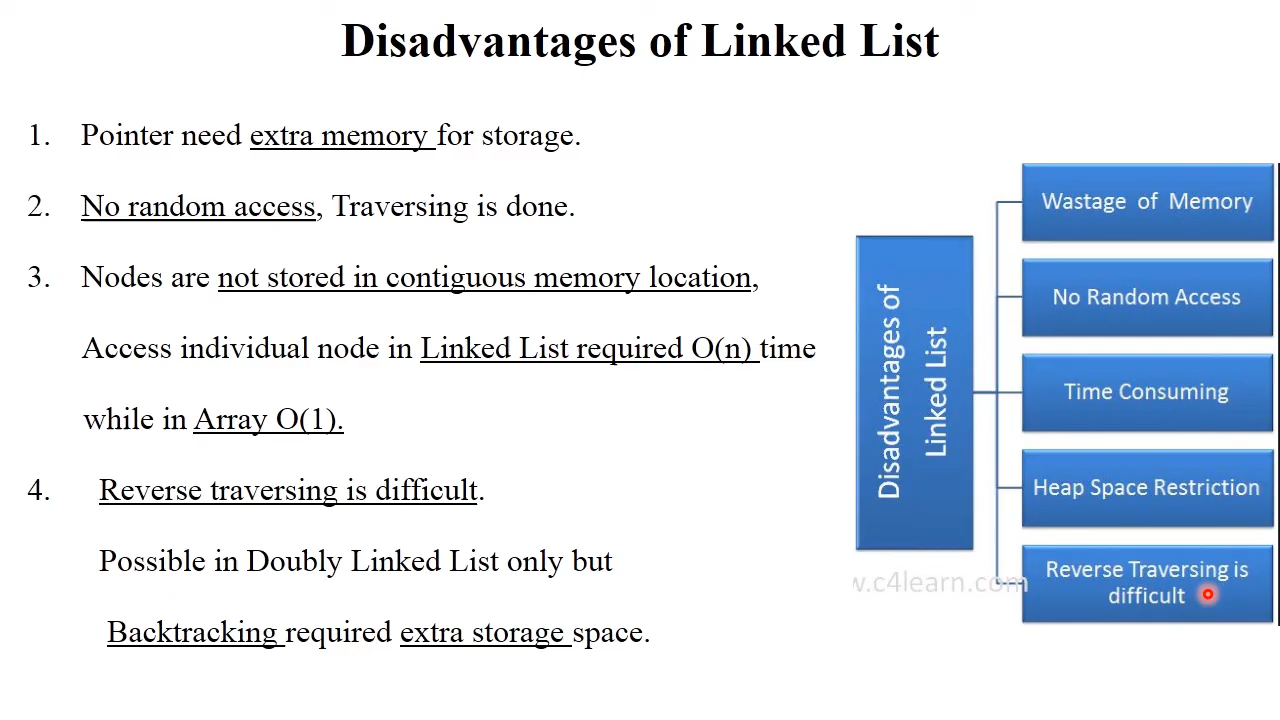 Disadvantages of Linked List
1. Pointer need extra memory for storage.
2. No random access, Traversing is done.
3. Nodes are not stored in contiguous memory location,
Access individual node in Linked List required O(n) time
while in Array O(1).
4. Reverse traversing is difficult.
Possible in Doubly Linked List only but
Backtracking required extra storage space.
Disadvantages of
Linked List
Wastage of Memory
No Random Access
Time Consuming
Heap Space Restriction
Reverse Traversing is
difficult
w.c4learn.com